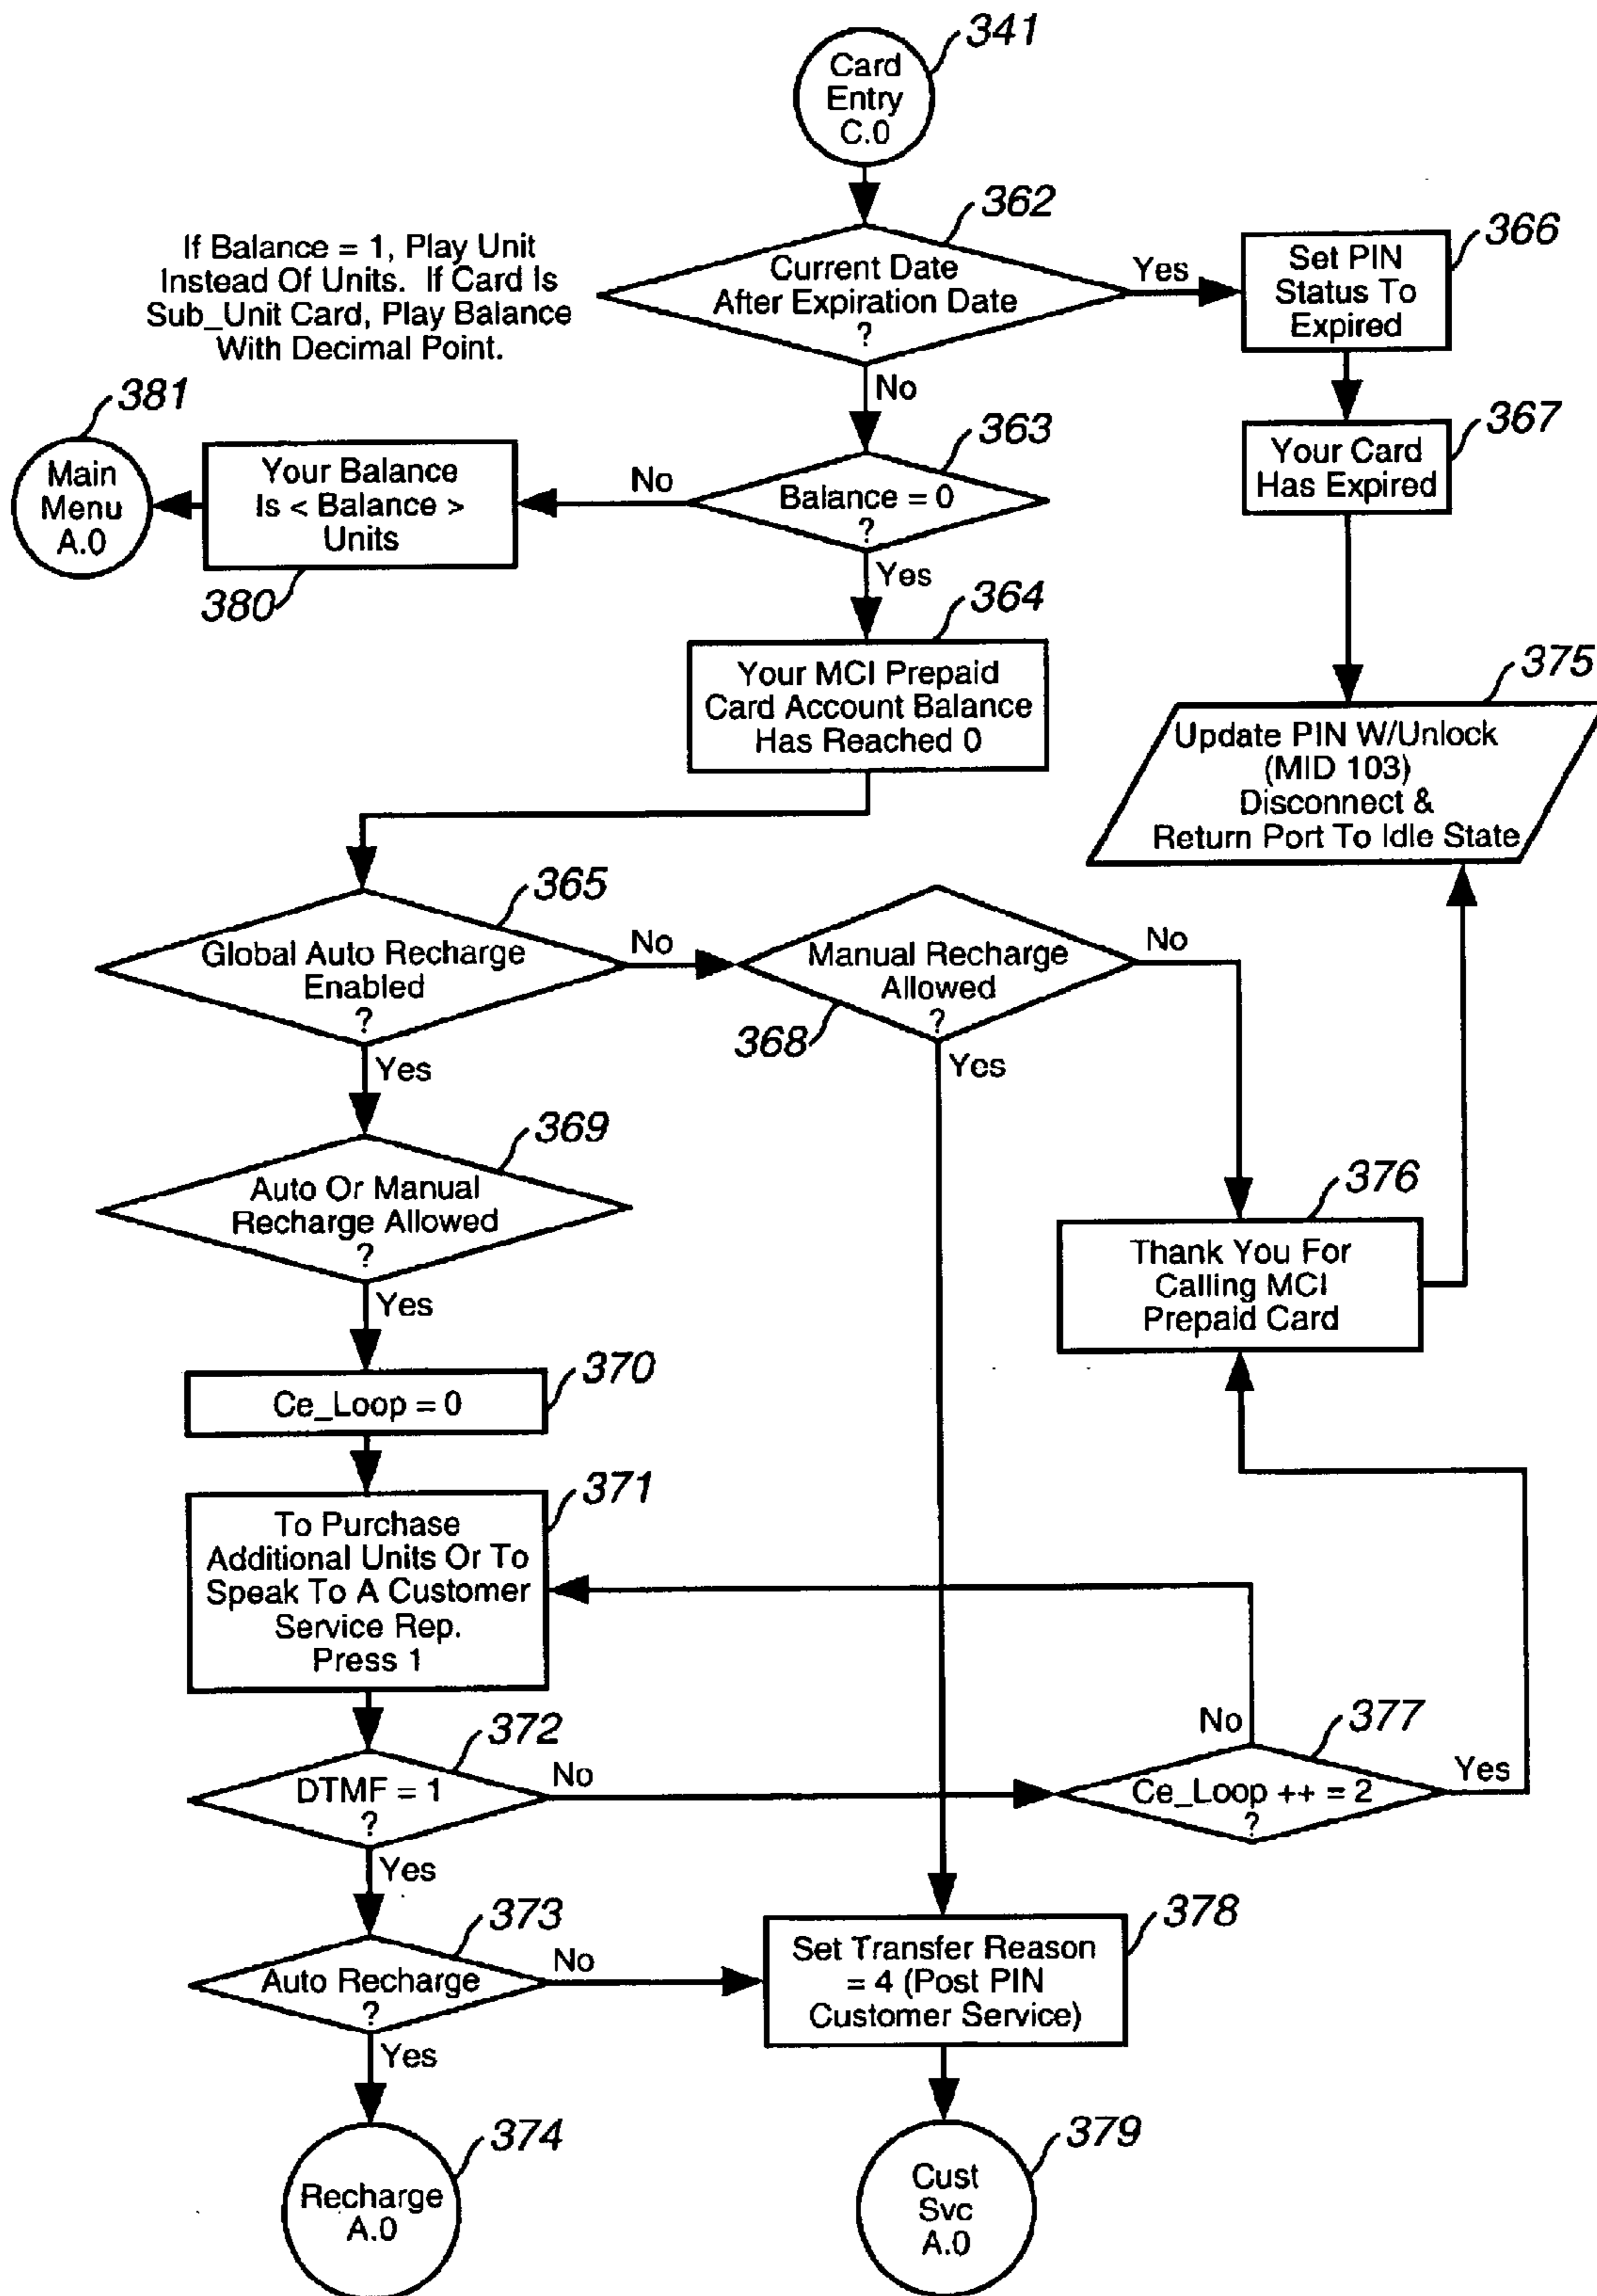 341
Card
Entry
C.0
362
If Balance = 1, Play Unit
Instead Of Units. If Card Is
Sub_Unit Card, Play Balance
With Decimal Point.
Current Date
After Expiration Date
?
Yes
No
366
Set PIN
Status To
Expired
367
Your Card
Has Expired
381
Main
Menu
A.0
Your Balance
Is < Balance >
Units
380
No
363
Balance = 0
?
Yes
364
Your MCI Prepaid
Card Account Balance
Has Reached 0
375
Update PIN W/Unlock
(MID 103)
Disconnect &
Return Port To Idle State
365
Global Auto Recharge
Enabled
?
No
Yes
Manual Recharge
Allowed
?
368
No
Yes
369
Auto Or Manual
Recharge Allowed
?
Yes
376
Thank You For
Calling MCI
Prepaid Card
370
Ce_Loop = 0
371
To Purchase
Additional Units Or To
Speak To A Customer
Service Rep.
Press 1
372
DTMF = 1
?
No
Yes
377
No
Ce_Loop ++ = 2
?
Yes
373
Auto Recharge
?
No
Yes
378
Set Transfer Reason
= 4 (Post PIN
Customer Service)
374
Recharge
A.0
379
Cust
Svc
A.0